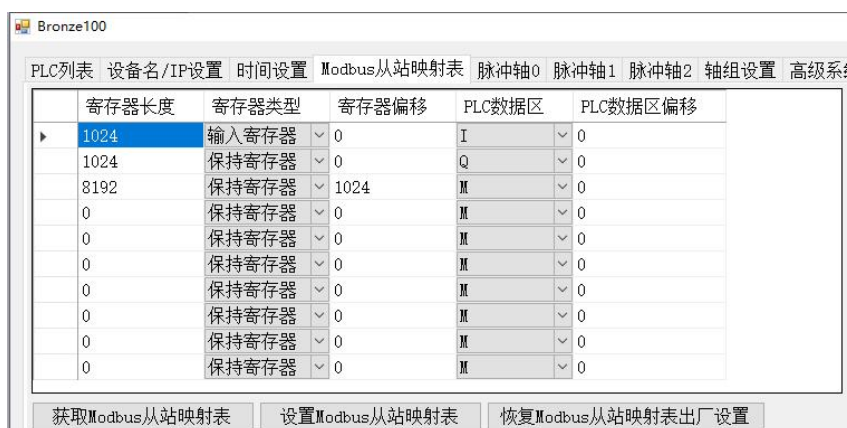 Bronze100
PLC列表 设备名/IP设置 时间设置 Modbus从站映射表 脉冲轴0 脉冲轴1 脉冲轴2 轴组设置 高级系
寄存器长度 寄存器类型 寄存器偏移 PLC数据区 PLC数据区偏移
1024 输入寄存器 0 I 0
1024 保持寄存器 0 Q 0
8192 保持寄存器 1024 M 0
0 保持寄存器 0 M 0
0 保持寄存器 0 M 0
0 保持寄存器 0 M 0
0 保持寄存器 0 M 0
0 保持寄存器 0 M 0
0 保持寄存器 0 M 0
0 保持寄存器 0 M 0
获取Modbus从站映射表 设置Modbus从站映射表 恢复Modbus从站映射表出厂设置